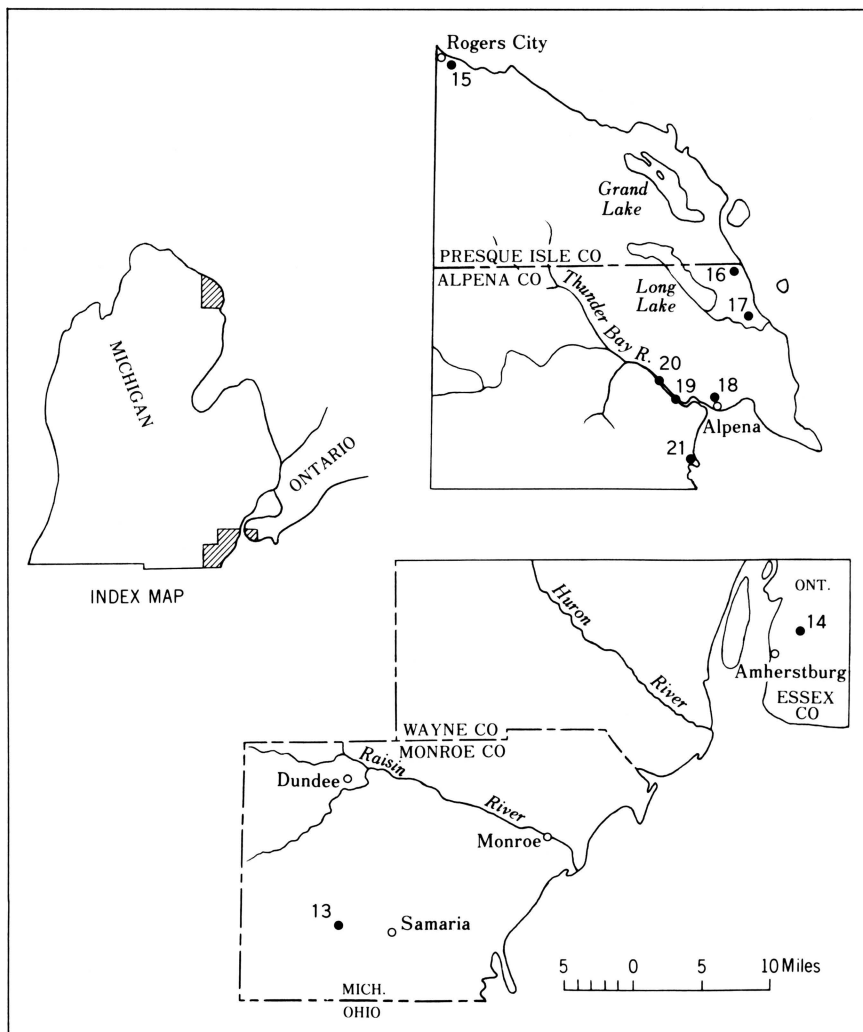 Rogers City
15
Grand
Lake
PRESQUE ISLE CO
ALPENA CO
16
Long
Lake
17
Thunder Bay R.
20
19
18
Alpena
21
MICHIGAN
ONTARIO
INDEX MAP
ONT.
14
Amherstburg
ESSEX
CO
Huron
River
WAYNE CO
MONROE CO
Raisin
River
Dundee
Monroe
13
Samaria
MICH.
OHIO
5 0 5 10 Miles